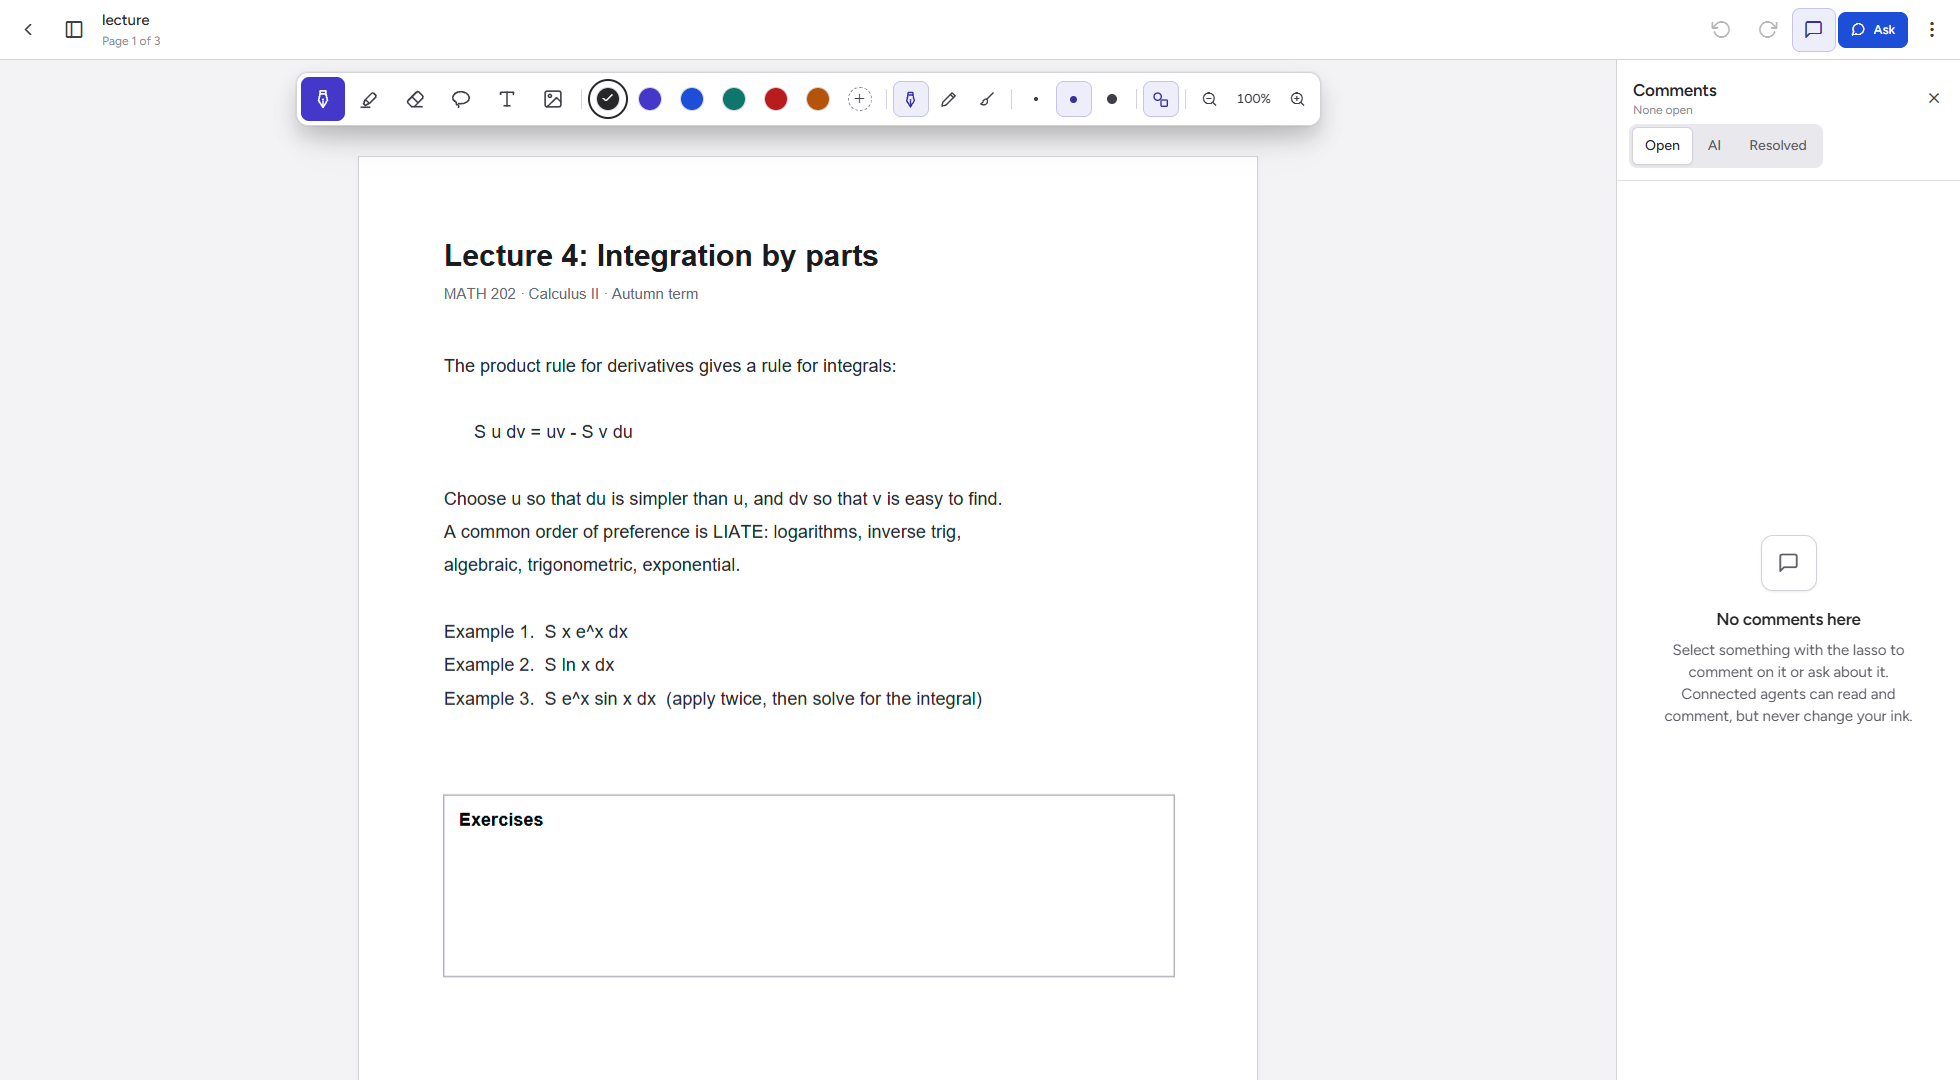 lecture
Page 1 of 3
Ask
100%
Comments
None open
Open AI Resolved
Lecture 4: Integration by parts
MATH 202 · Calculus II · Autumn term
The product rule for derivatives gives a rule for integrals:
S u dv = uv - S v du
Choose u so that du is simpler than u, and dv so that v is easy to find.
A common order of preference is LIATE: logarithms, inverse trig,
algebraic, trigonometric, exponential.
Example 1.  S x e^x dx
Example 2.  S ln x dx
Example 3.  S e^x sin x dx  (apply twice, then solve for the integral)
Exercises
No comments here
Select something with the lasso to
comment on it or ask about it.
Connected agents can read and
comment, but never change your ink.